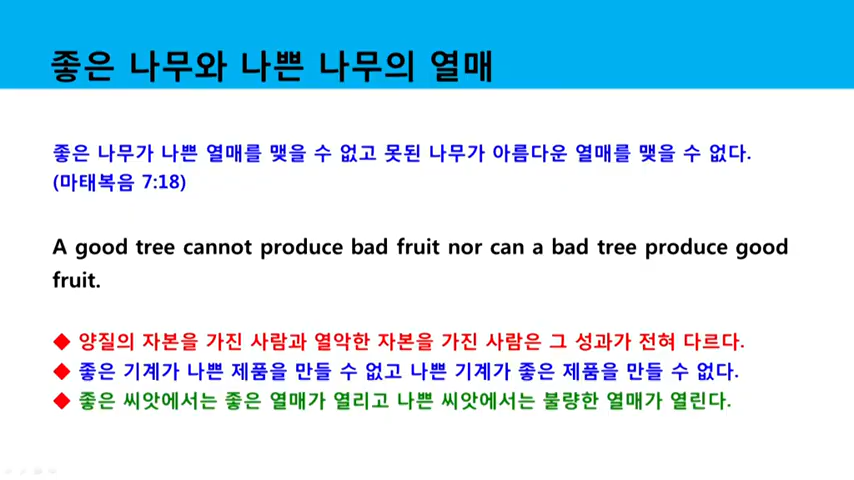 좋은 나무와 나쁜 나무의 열매
좋은 나무가 나쁜 열매를 맺을 수 없고 못된 나무가 아름다운 열매를 맺을 수 없다.
(마태복음 7:18)
A good tree cannot produce bad fruit nor can a bad tree produce good
fruit.
◆ 양질의 자본을 가진 사람과 열악한 자본을 가진 사람은 그 성과가 전혀 다르다.
◆ 좋은 기계가 나쁜 제품을 만들 수 없고 나쁜 기계가 좋은 제품을 만들 수 없다.
◆ 좋은 씨앗에서는 좋은 열매가 열리고 나쁜 씨앗에서는 불량한 열매가 열린다.